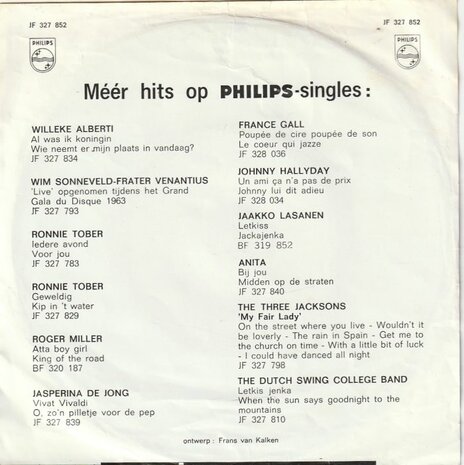 JF 327 852
JF 327 852
PHILIPS
PHILIPS
Méér hits op PHILIPS-singles:
WILLEKE ALBERTI
Al was ik koningin
Wie neemt er mijn plaats in vandaag?
JF 327 834
WIM SONNEVELD-FRATER VENANTIUS
'Live' opgenomen tijdens het Grand
Gala du Disque 1963
JF 327 793
RONNIE TOBER
Iedere avond
Voor jou
JF 327 783
RONNIE TOBER
Geweldig
Kip in 't water
JF 327 829
ROGER MILLER
Atta boy girl
King of the road
BF 320 187
JASPERINA DE JONG
Vivat Vivaldi
O, zo'n pilletje voor de pep
JF 327 839
FRANCE GALL
Poupée de cire poupée de son
Le coeur qui jazze
JF 328 036
JOHNNY HALLYDAY
Un ami ça n'a pas de prix
Johnny lui dit adieu
JF 328 034
JAAKKO LASANEN
Letkiss
Jackajenka
BF 319 852
ANITA
Bij jou
Midden op de straten
JF 327 840
THE THREE JACKSONS
'My Fair Lady'
On the street where you live - Wouldn't it
be loverly - The rain in Spain - Get me to
the church on time - With a little bit of luck
- I could have danced all night
JF 327 798
THE DUTCH SWING COLLEGE BAND
Letkis jenka
When the sun says goodnight to the
mountains
JF 327 810
ontwerp: Frans van Kalken